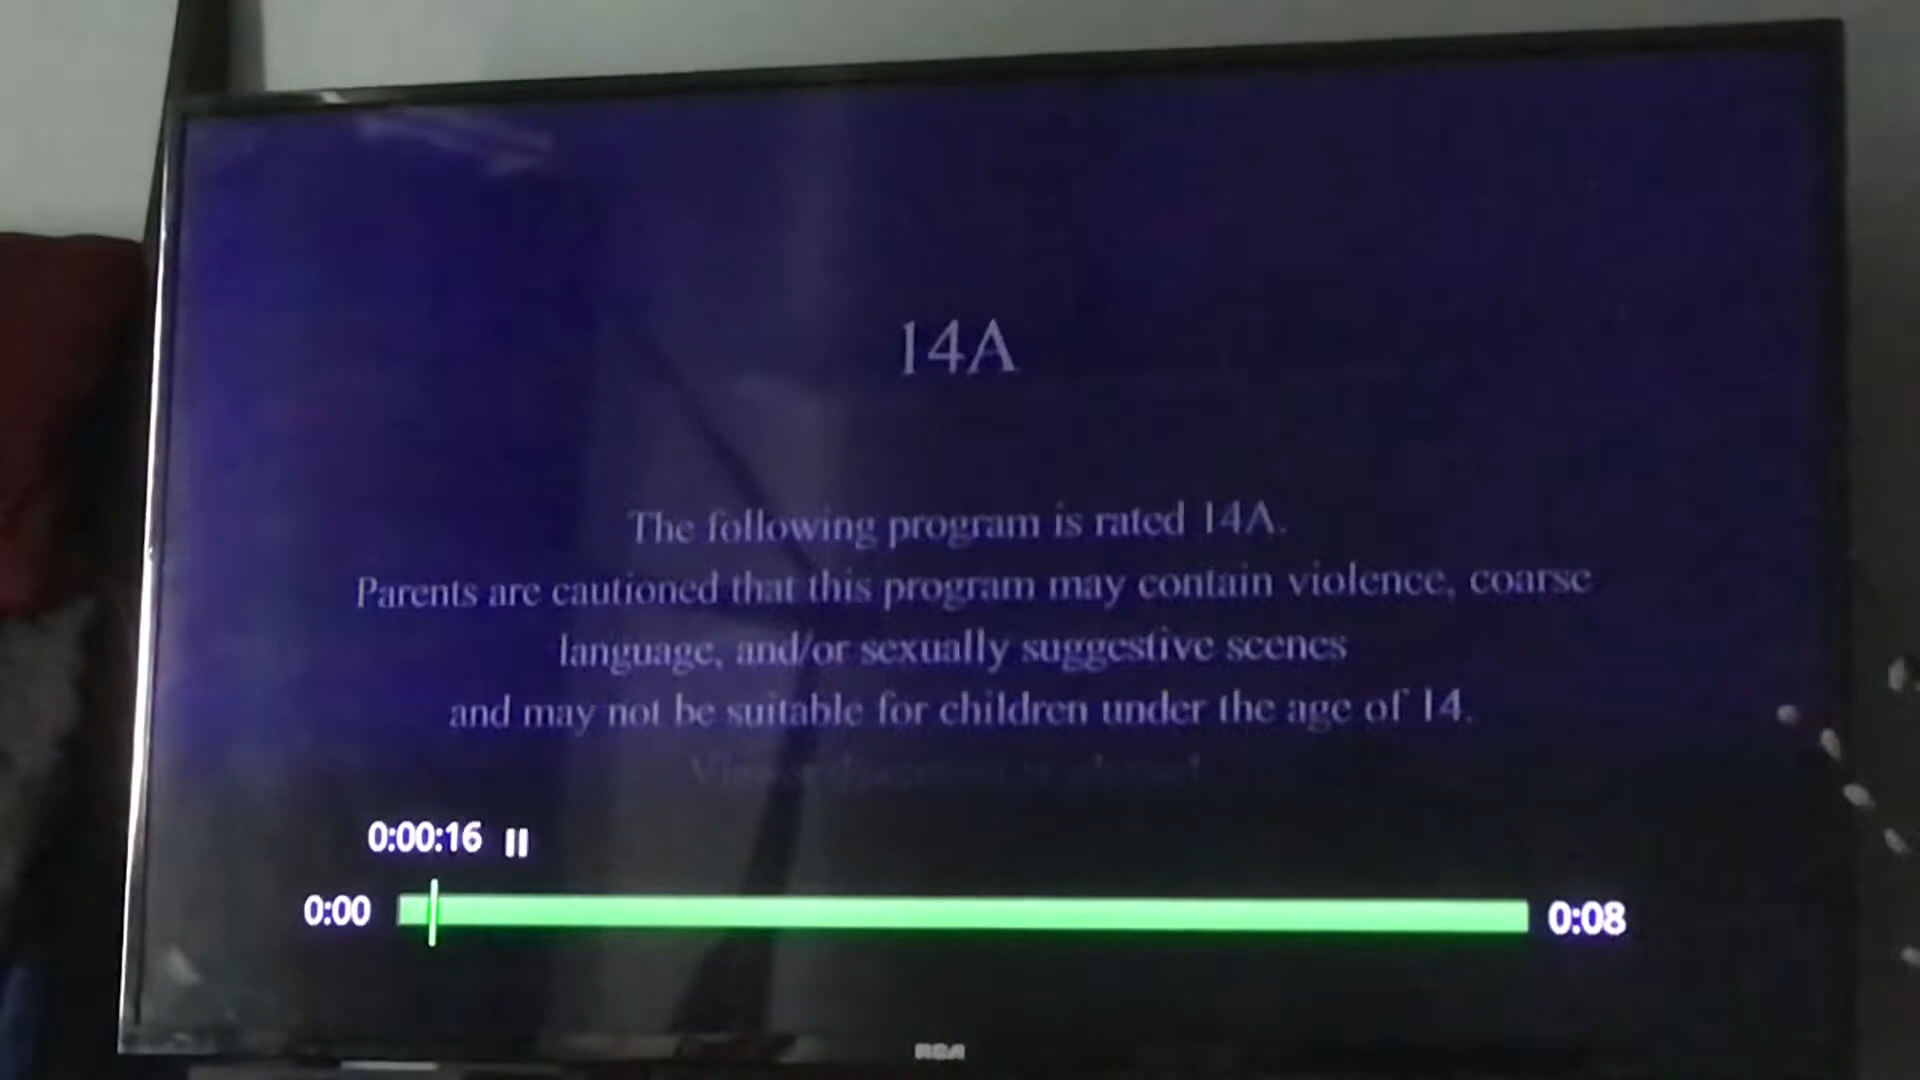 14A
The following program is rated 14A.
Parents are cautioned that this program may contain violence, coarse
language, and/or sexually suggestive scenes
and may not be suitable for children under the age of 14.
0:00:16
0:00
0:08
RCA